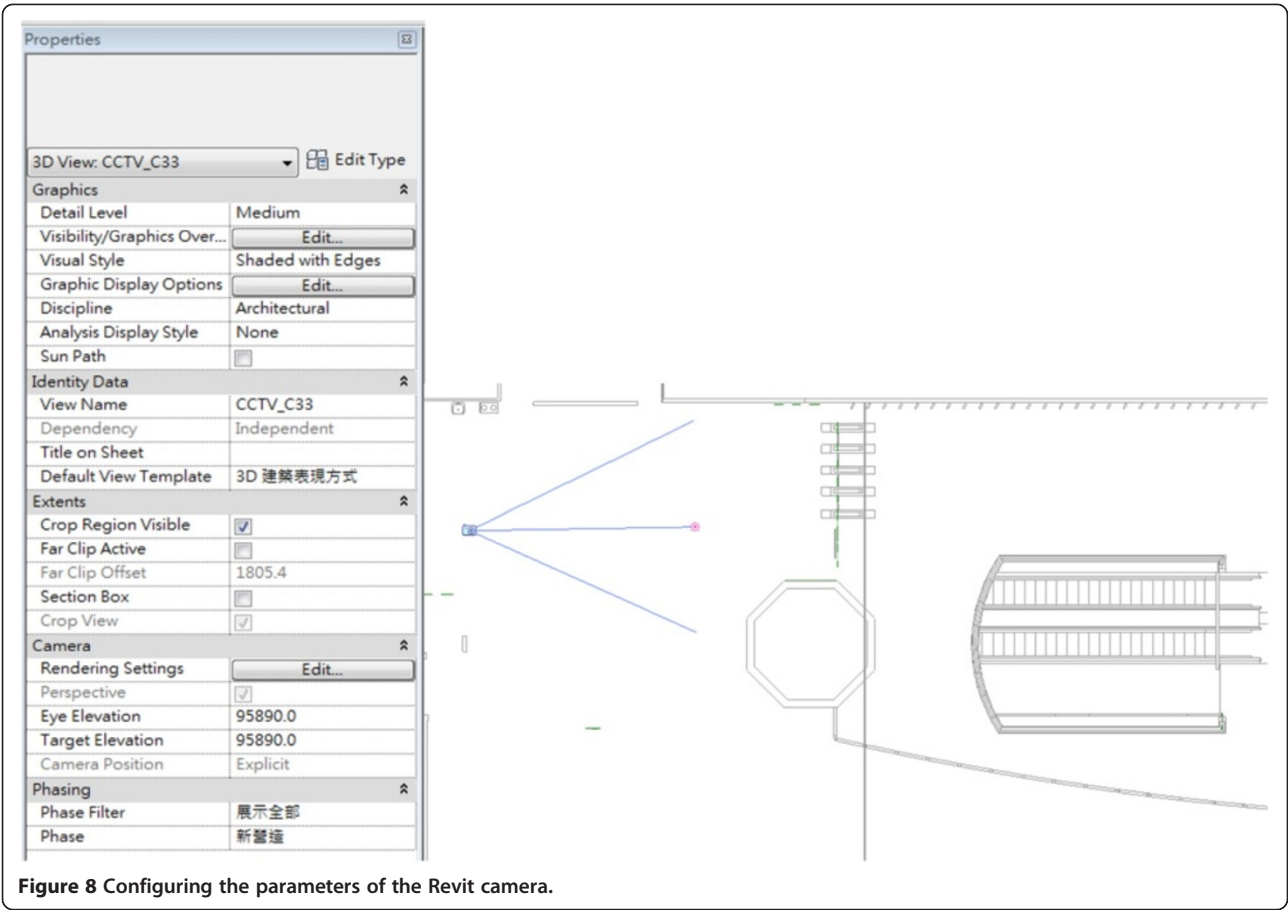 Properties
3D View: CCTV_C33 Edit Type
Graphics
Detail Level Medium
Visibility/Graphics Over... Edit...
Visual Style Shaded with Edges
Graphic Display Options Edit...
Discipline Architectural
Analysis Display Style None
Sun Path
Identity Data
View Name CCTV_C33
Dependency Independent
Title on Sheet
Default View Template 3D 建築表現方式
Extents
Crop Region Visible
Far Clip Active
Far Clip Offset 1805.4
Section Box
Crop View
Camera
Rendering Settings Edit...
Perspective
Eye Elevation 95890.0
Target Elevation 95890.0
Camera Position Explicit
Phasing
Phase Filter 展示全部
Phase 新營造
Figure 8 Configuring the parameters of the Revit camera.